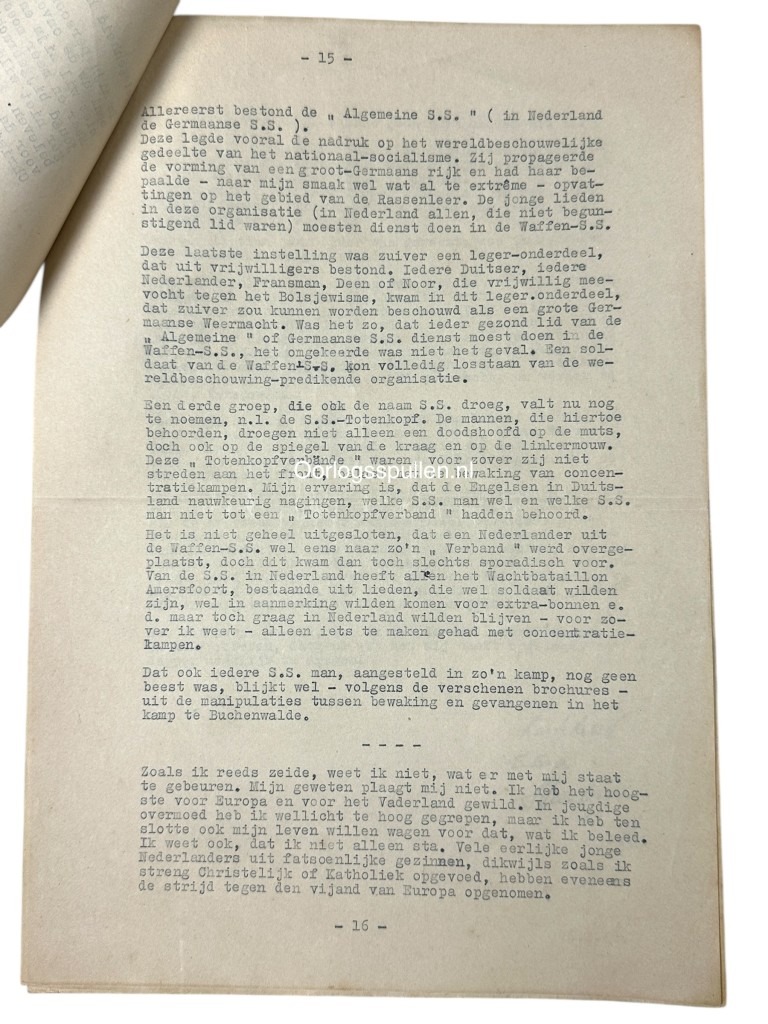 - 15 -
Allereerst bestond de „ Algemeine S.S. " ( in Nederland
de Germaanse S.S. ).
Deze legde vooral de nadruk op het wereldbeschouwelijke
gedeelte van het nationaal-socialisme. Zij propageerde
de vorming van een groot-Germaans rijk en had haar be-
paalde - naar mijn smaak wel wat al te extrême - opvat-
tingen op het gebied van de Rassenleer. De jonge lieden
in deze organisatie (in Nederland allen, die niet begun-
stigend lid waren) moesten dienst doen in de Waffen-S.S.
Deze laatste instelling was zuiver een leger-onderdeel,
dat uit vrijwilligers bestond. Iedere Duitser, iedere
Nederlander, Fransman, Deen of Noor, die vrijwillig mee-
vocht tegen het Bolsjewisme, kwam in dit leger.onderdeel,
dat zuiver zou kunnen worden beschouwd als een grote Ger-
maanse Weermacht. Was het zo, dat ieder gezond lid van de
„ Algemeine " of Germaanse S.S. dienst moest doen in de
Waffen-S.S., het omgekeerde was niet het geval. Een sol-
daat van de Waffen-S.S. kon volledig losstaan van de we-
reldbeschouwing-predikende organisatie.
Een derde groep, die ook de naam S.S. droeg, valt nu nog
te noemen, n.l. de S.S.-Totenkopf. De mannen, die hiertoe
behoorden, droegen niet alleen een doodshoofd op de muts,
doch ook op de spiegel van de kraag en op de linkermouw.
Deze „ Totenkopfverbände " waren , voor zover zij niet
streden aan het front, waking van concen-
Oorlogsspullen.nl
tratiekampen. Mijn ervaring is, dat de Engelsen in Duits-
land nauwkeurig nagingen, welke S.S. man wel en welke S.S.
man niet tot een „ Totenkopfverband " hadden behoord.
Het is niet geheel uitgesloten, dat een Nederlander uit
de Waffen-S.S. wel eens naar zo'n „ Verband " werd overge-
plaatst, doch dit kwam dan toch slechts sporadisch voor.
Van de S.S. in Nederland heeft alleen het Wachtbataillon
Amersfoort, bestaande uit lieden, die wel soldaat wilden
zijn, wel in aanmerking wilden komen voor extra-bonnen e.
d. maar toch graag in Nederland wilden blijven - voor zo-
ver ik weet - alleen iets te maken gehad met concentratie-
kampen.
Dat ook iedere S.S. man, aangesteld in zo'n kamp, nog geen
beest was, blijkt wel - volgens de verschenen brochures -
uit de manipulaties tussen bewaking en gevangenen in het
kamp te Buchenwalde.
- - - -
Zoals ik reeds zeide, weet ik niet, wat er met mij staat
te gebeuren. Mijn geweten plaagt mij niet. Ik heb het hoog-
ste voor Europa en voor het Vaderland gewild. In jeugdige
overmoed heb ik wellicht te hoog gegrepen, maar ik heb ten
slotte ook mijn leven willen wagen voor dat, wat ik beleed.
Ik weet ook, dat ik niet alleen sta. Vele eerlijke jonge
Nederlanders uit fatsoenlijke gezinnen, dikwijls zoals ik
streng Christelijk of Katholiek opgevoed, hebben eveneens
de strijd tegen den vijand van Europa opgenomen.
- 16 -